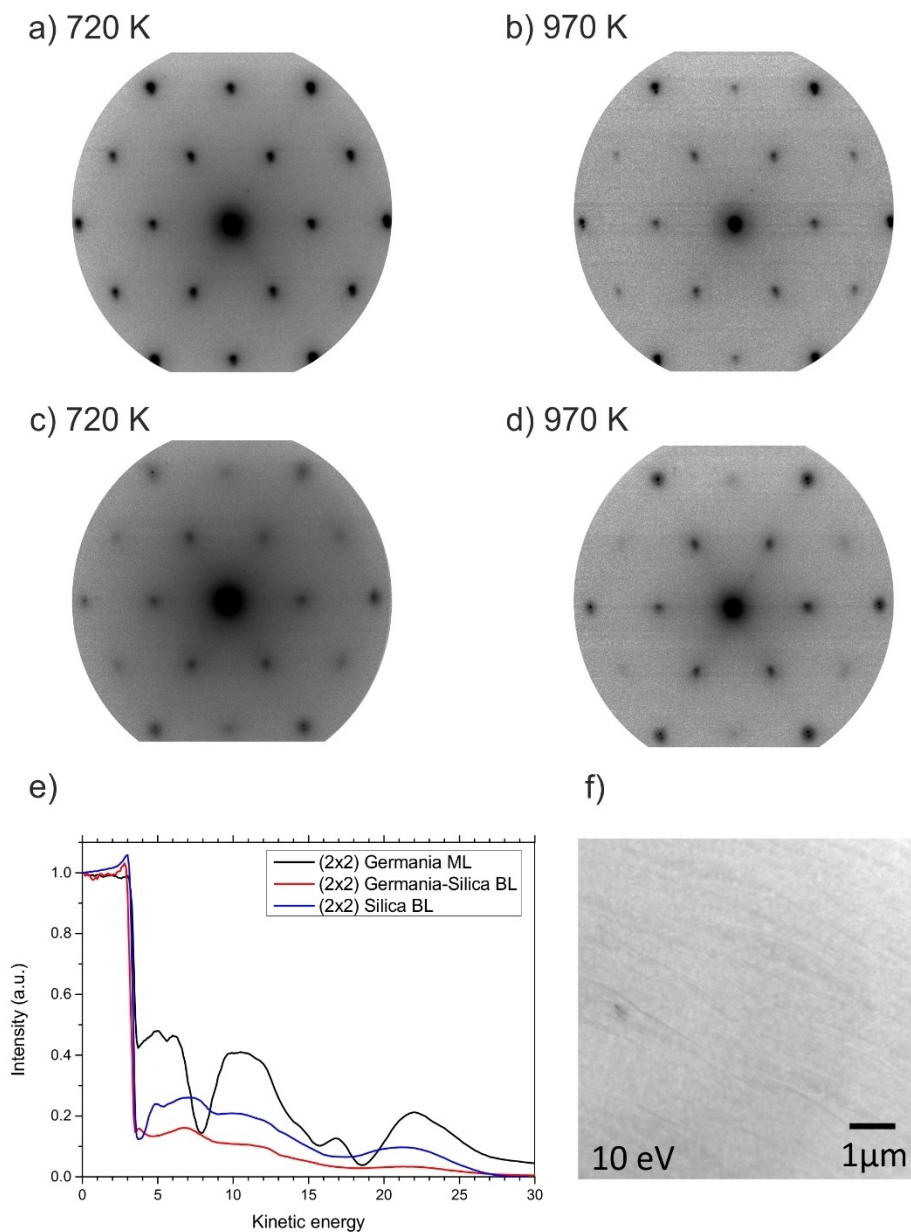 a) 720 K
b) 970 K
c) 720 K
d) 970 K
e)
f)
Intensity (a.u.)
1.0
0.8
0.6
0.4
0.2
0.0
(2x2) Germania ML
(2x2) Germania-Silica BL
(2x2) Silica BL
0 5 10 15 20 25 30
Kinetic energy
10 eV
1µm